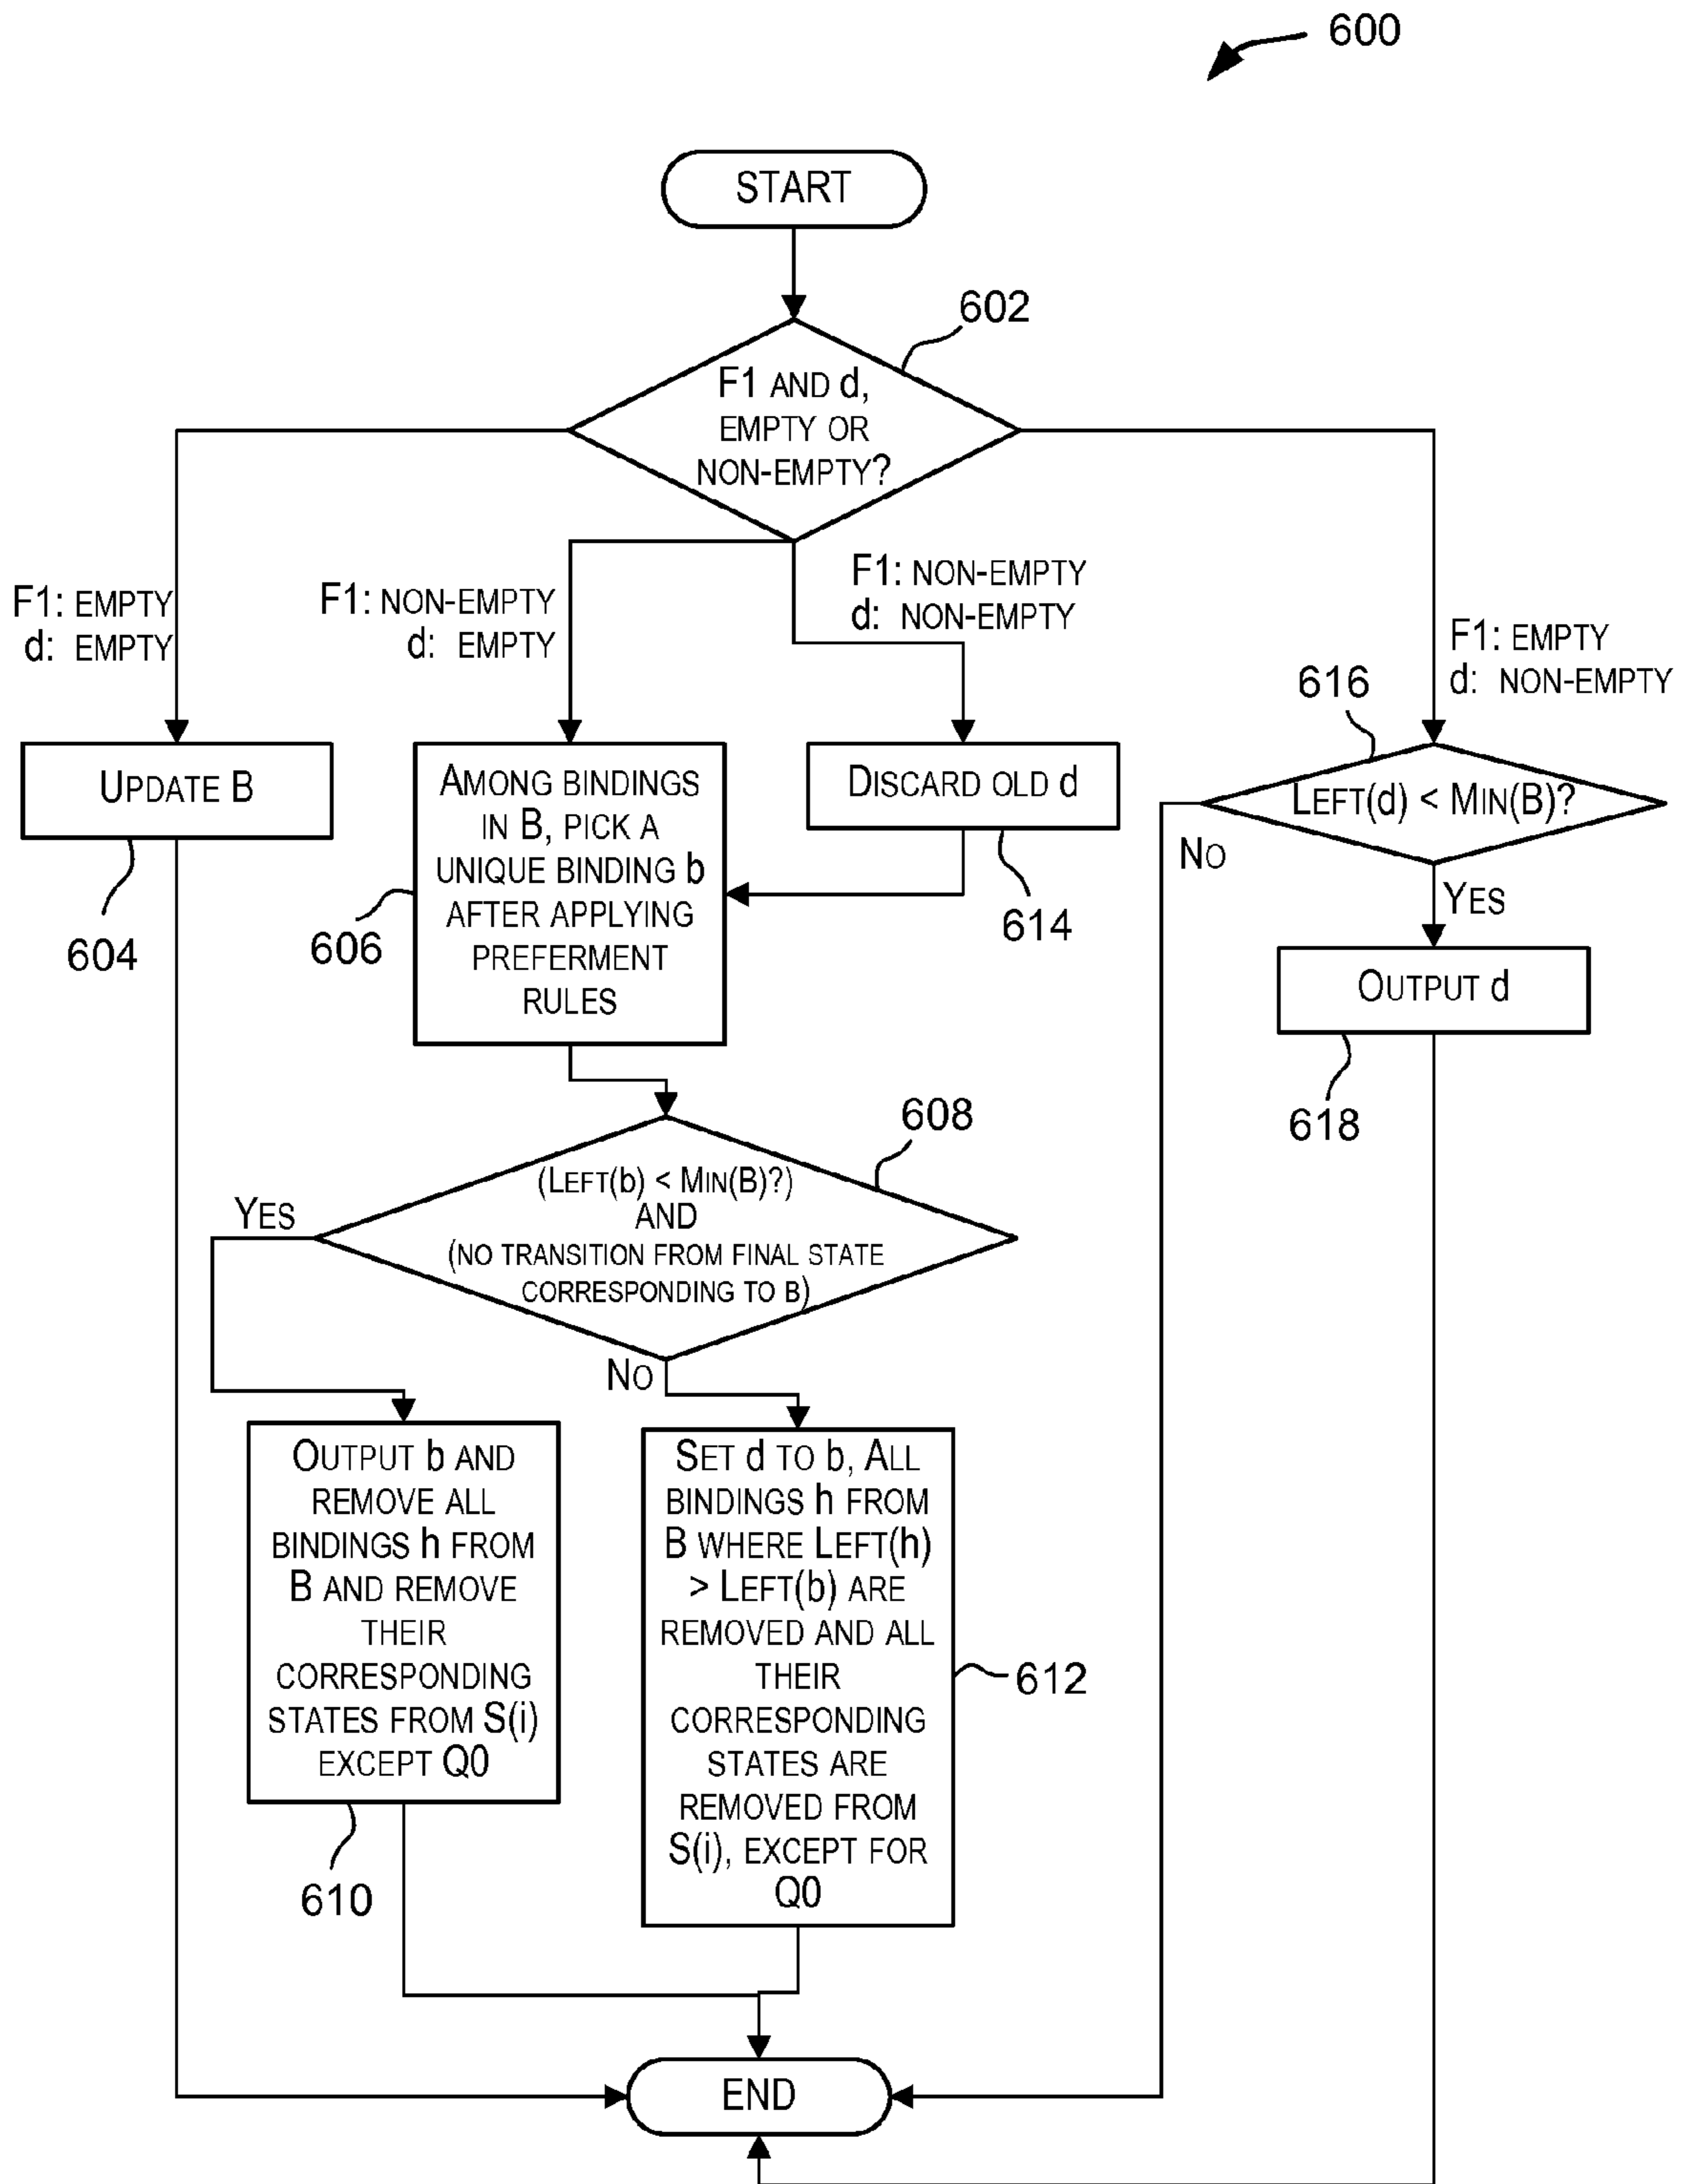 600
START
602
F1 AND d,
EMPTY OR
NON-EMPTY?
F1: EMPTY
d: EMPTY
F1: NON-EMPTY
d: EMPTY
F1: NON-EMPTY
d: NON-EMPTY
F1: EMPTY
d: NON-EMPTY
UPDATE B
604
AMONG BINDINGS
IN B, PICK A
UNIQUE BINDING b
AFTER APPLYING
PREFERMENT
RULES
606
DISCARD OLD d
614
616
LEFT(d) < MIN(B)?
NO
YES
OUTPUT d
618
608
(LEFT(b) < MIN(B)?)
AND
(NO TRANSITION FROM FINAL STATE
CORRESPONDING TO B)
YES
NO
OUTPUT b AND
REMOVE ALL
BINDINGS h FROM
B AND REMOVE
THEIR
CORRESPONDING
STATES FROM S(i)
EXCEPT Q0
610
SET d TO b, ALL
BINDINGS h FROM
B WHERE LEFT(h)
> LEFT(b) ARE
REMOVED AND ALL
THEIR
CORRESPONDING
STATES ARE
REMOVED FROM
S(i), EXCEPT FOR
Q0
612
END